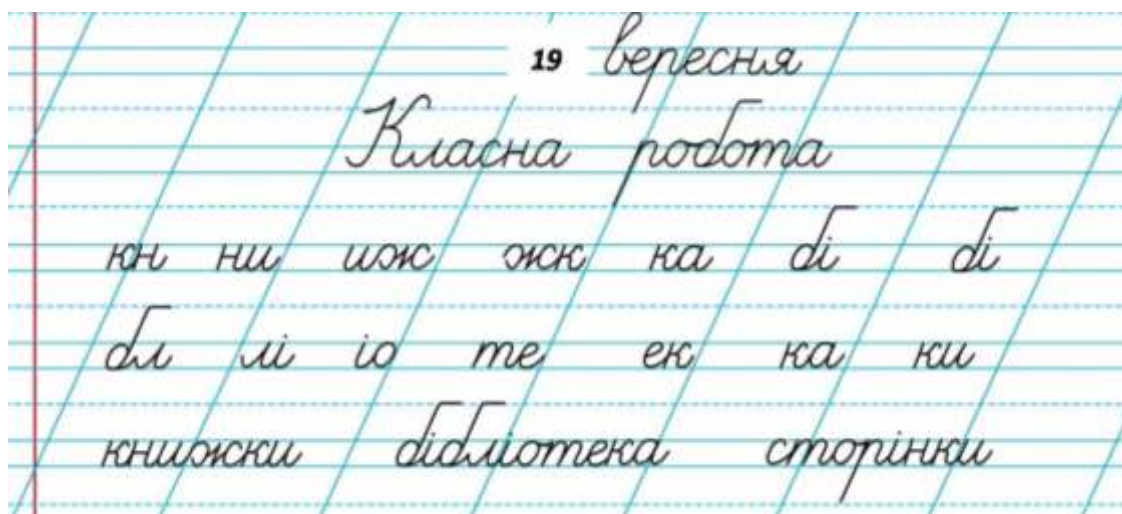 19 вересня
Класна робота
кн ни иж жк ка бі бі
бл лі іо те ек ка ки
книжки бібліотека сторінки